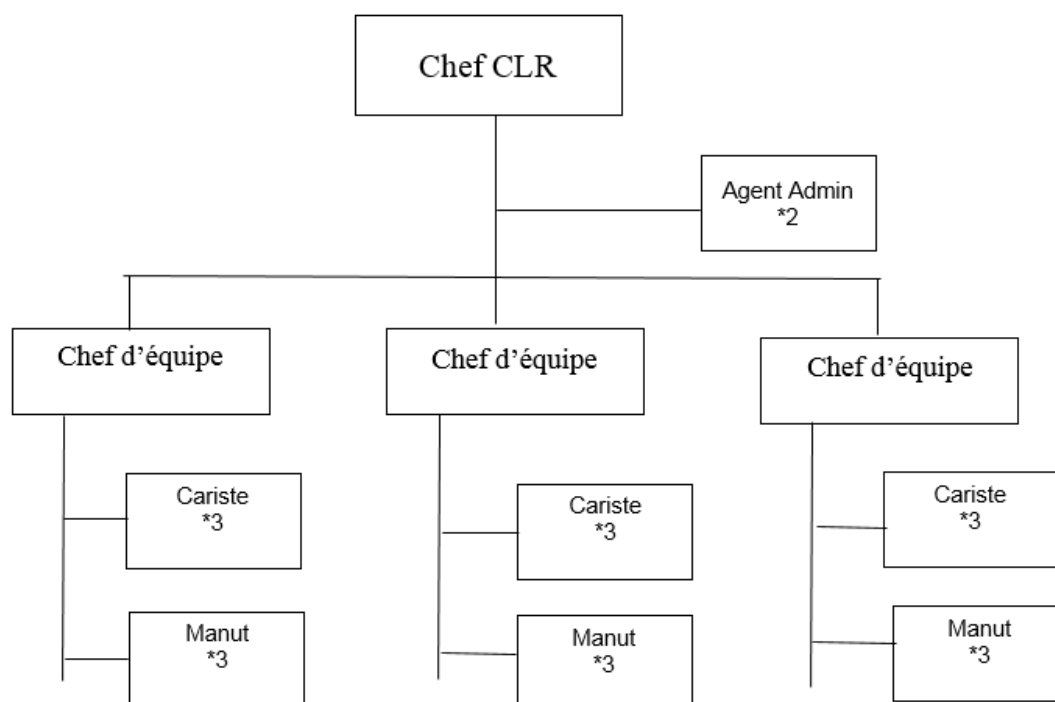 Chef CLR
Agent Admin
*2
Chef d’équipe
Chef d’équipe
Chef d’équipe
Cariste
*3
Cariste
*3
Cariste
*3
Manut
*3
Manut
*3
Manut
*3